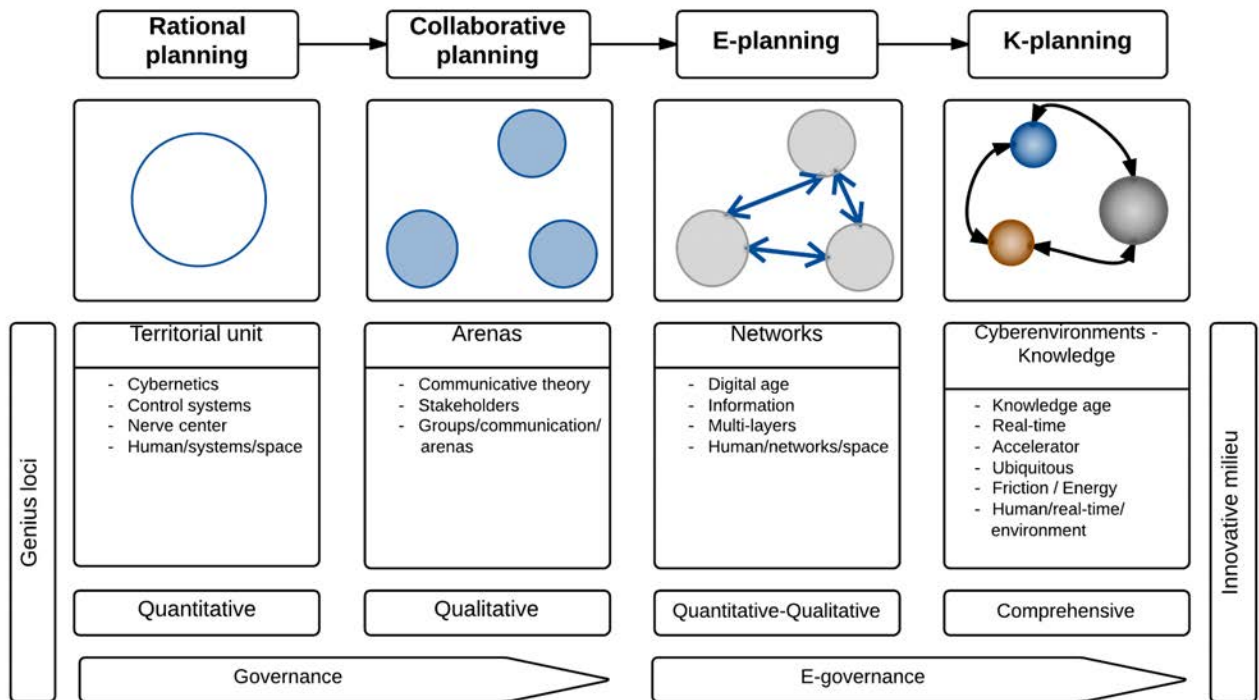 Rational
planning
Collaborative
planning
E-planning
K-planning
Genius loci
Territorial unit
- Cybernetics
- Control systems
- Nerve center
- Human/systems/space
Arenas
- Communicative theory
- Stakeholders
- Groups/communication/
arenas
Networks
- Digital age
- Information
- Multi-layers
- Human/networks/space
Cyberenvironments -
Knowledge
- Knowledge age
- Real-time
- Accelerator
- Ubiquitous
- Friction / Energy
- Human/real-time/
environment
Innovative milieu
Quantitative
Qualitative
Quantitative-Qualitative
Comprehensive
Governance
E-governance